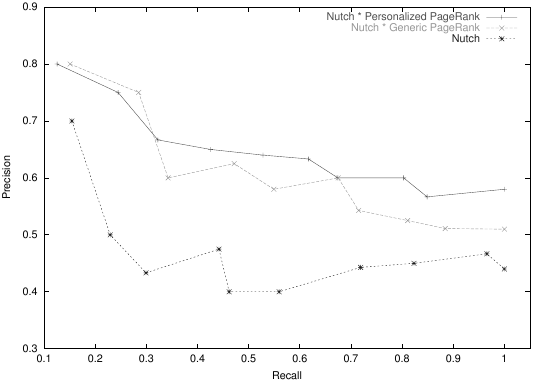 Nutch * Personalized PageRank
Nutch * Generic PageRank
Nutch
0.9
0.8
0.7
0.6
0.5
0.4
0.3
Precision
0.1 0.2 0.3 0.4 0.5 0.6 0.7 0.8 0.9 1
Recall